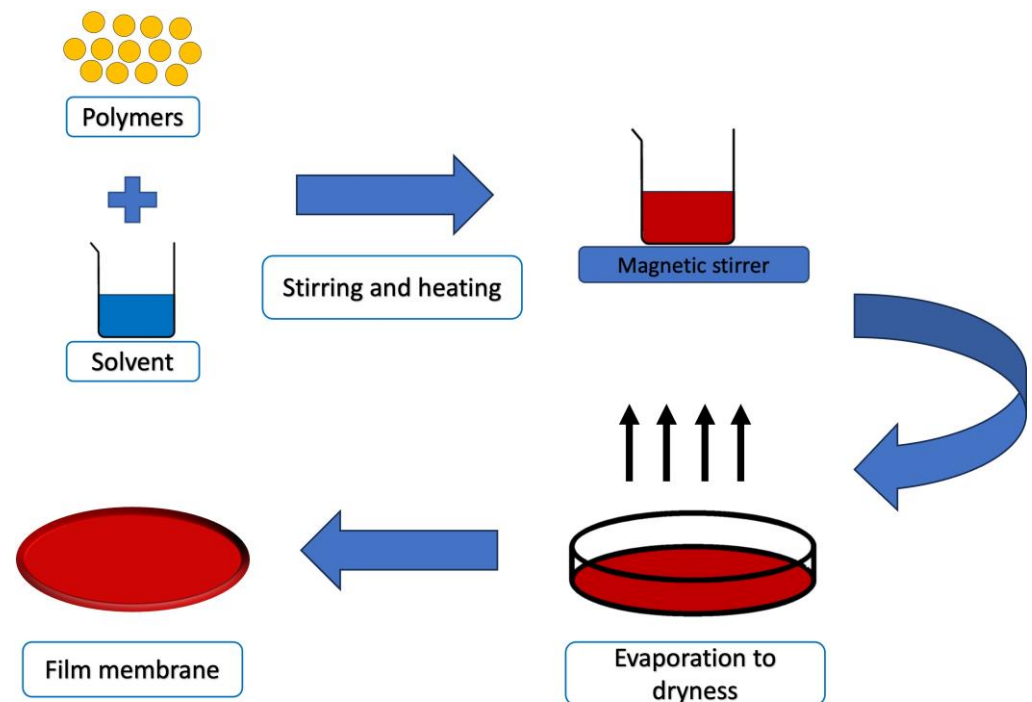 Polymers
Solvent
Stirring and heating
Magnetic stirrer
Evaporation to
dryness
Film membrane